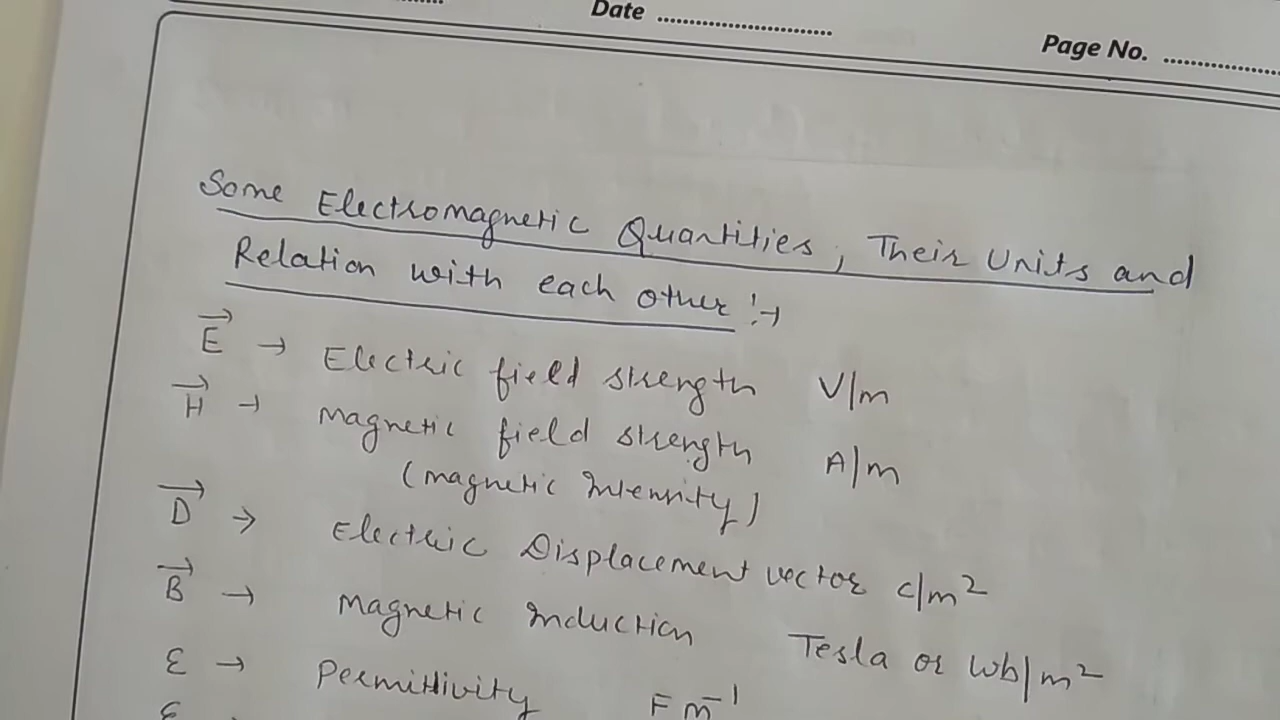 Date ........................
Page No. ....................
Some Electromagnetic Quantities, Their Units and
Relation with each other :-
E⃗ → Electric field strength V/m
H⃗ → Magnetic field strength A/m
(magnetic Intensity)
D⃗ → Electric Displacement vector C/m²
B⃗ → Magnetic Induction Tesla or Wb/m²
ε → Permittivity Fm⁻¹